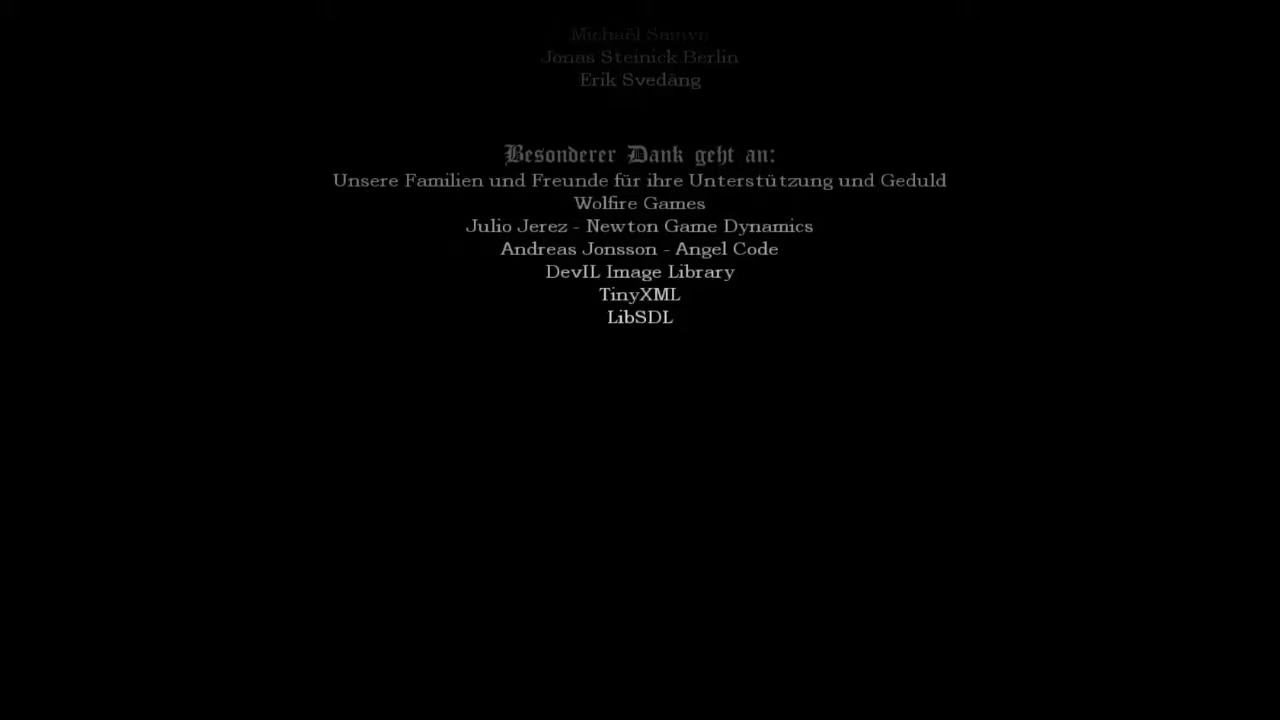 Michaël Samyn
Jonas Steinick Berlin
Erik Svedäng
Besonderer Dank geht an:
Unsere Familien und Freunde für ihre Unterstützung und Geduld
Wolfire Games
Julio Jerez - Newton Game Dynamics
Andreas Jonsson - Angel Code
DevIL Image Library
TinyXML
LibSDL